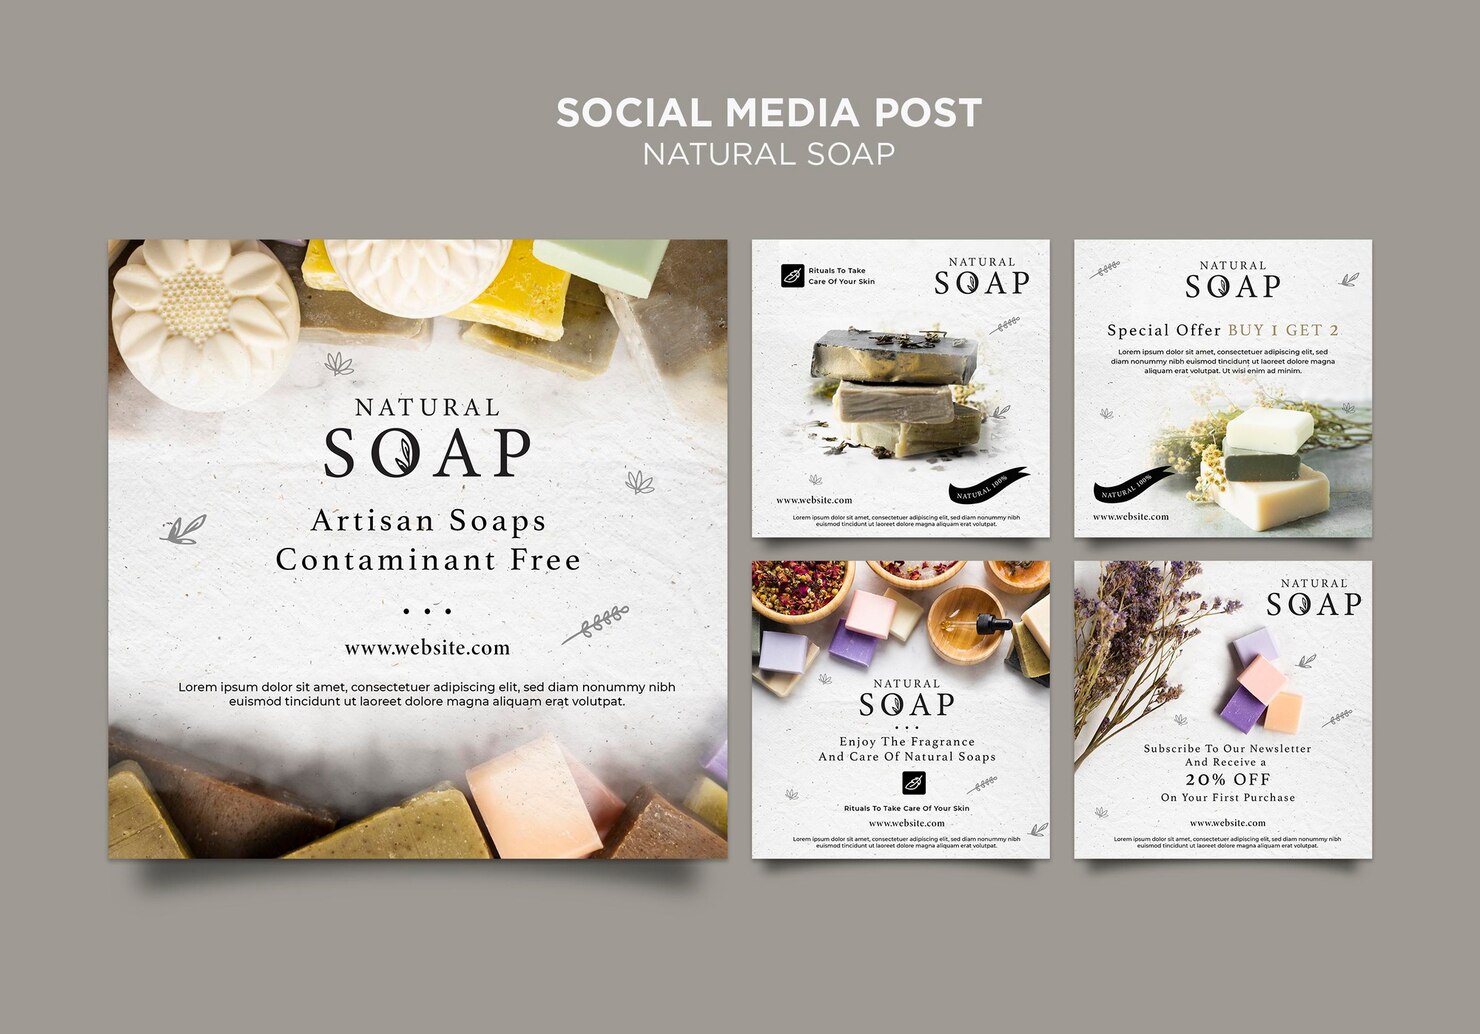 SOCIAL MEDIA POST
NATURAL SOAP
NATURAL
SOAP
Artisan Soaps
Contaminant Free
...
www.website.com
Lorem ipsum dolor sit amet, consectetuer adipiscing elit, sed diam nonummy nibh
euismod tincidunt ut laoreet dolore magna aliquam erat volutpat.
Rituals To Take
Care Of Your Skin
NATURAL
SOAP
NATURAL 100%
www.website.com
Lorem ipsum dolor sit amet, consectetuer adipiscing elit, sed diam nonummy nibh
euismod tincidunt ut laoreet dolore magna aliquam erat volutpat.
NATURAL
SOAP
Special Offer BUY 1 GET 2
Lorem ipsum dolor sit amet, consectetuer adipiscing elit, sed
diam nonummy nibh euismod tincidunt ut laoreet dolore magna
aliquam erat volutpat. Ut wisi enim ad minim.
NATURAL 100%
www.website.com
NATURAL
SOAP
...
Enjoy The Fragrance
And Care Of Natural Soaps
Rituals To Take Care Of Your Skin
www.website.com
Lorem ipsum dolor sit amet, consectetuer adipiscing elit, sed diam nonummy nibh
euismod tincidunt ut laoreet dolore magna aliquam erat volutpat.
NATURAL
SOAP
Subscribe To Our Newsletter
And Receive a
20% OFF
On Your First Purchase
www.website.com
Lorem ipsum dolor sit amet, consectetuer adipiscing elit, sed diam nonummy nibh
euismod tincidunt ut laoreet dolore magna aliquam erat volutpat.